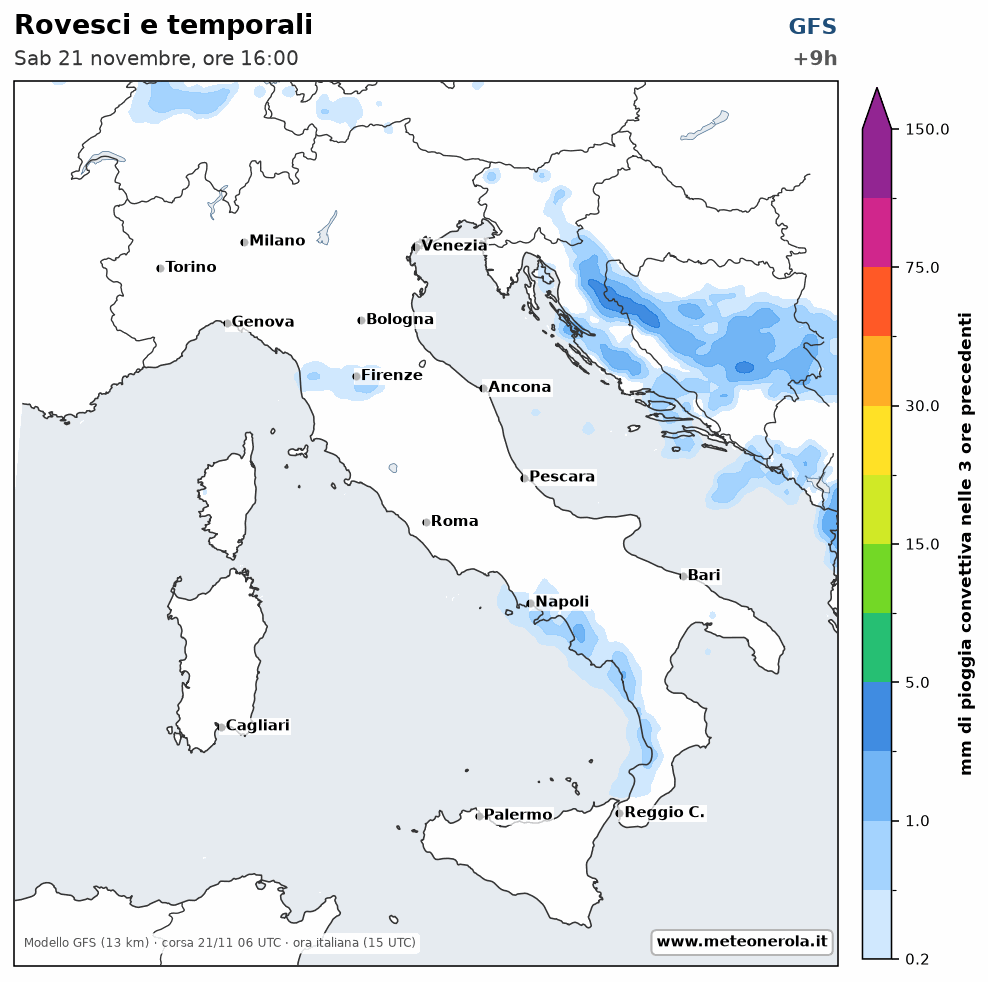 Rovesci e temporali
GFS
Sab 21 novembre, ore 16:00
+9h
150.0
75.0
30.0
15.0
5.0
1.0
0.2
mm di pioggia convettiva nelle 3 ore precedenti
Milano
Venezia
Torino
Genova
Bologna
Firenze
Ancona
Pescara
Roma
Bari
Napoli
Cagliari
Palermo
Reggio C.
Modello GFS (13 km) · corsa 21/11 06 UTC · ora italiana (15 UTC)
www.meteonerola.it